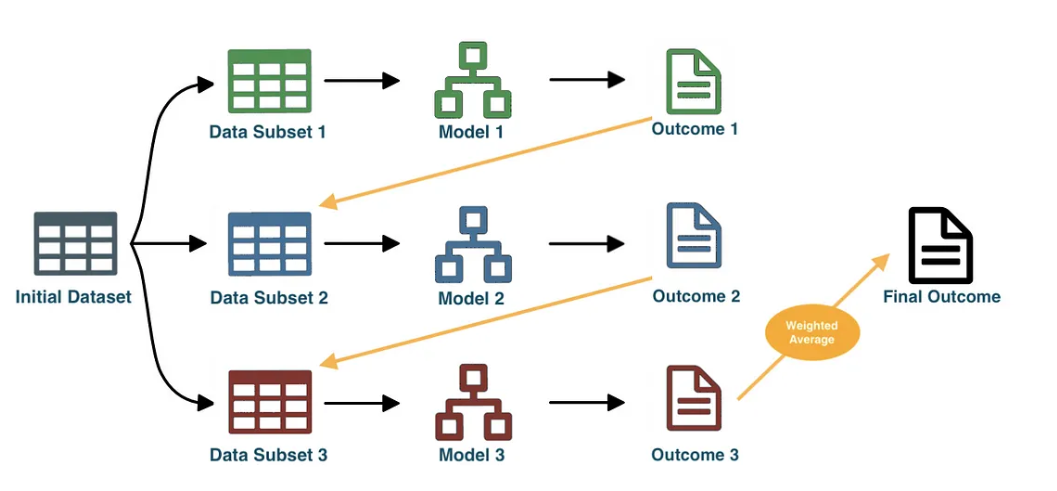 Data Subset 1
Model 1
Outcome 1
Initial Dataset
Data Subset 2
Model 2
Outcome 2
Final Outcome
Weighted
Average
Data Subset 3
Model 3
Outcome 3